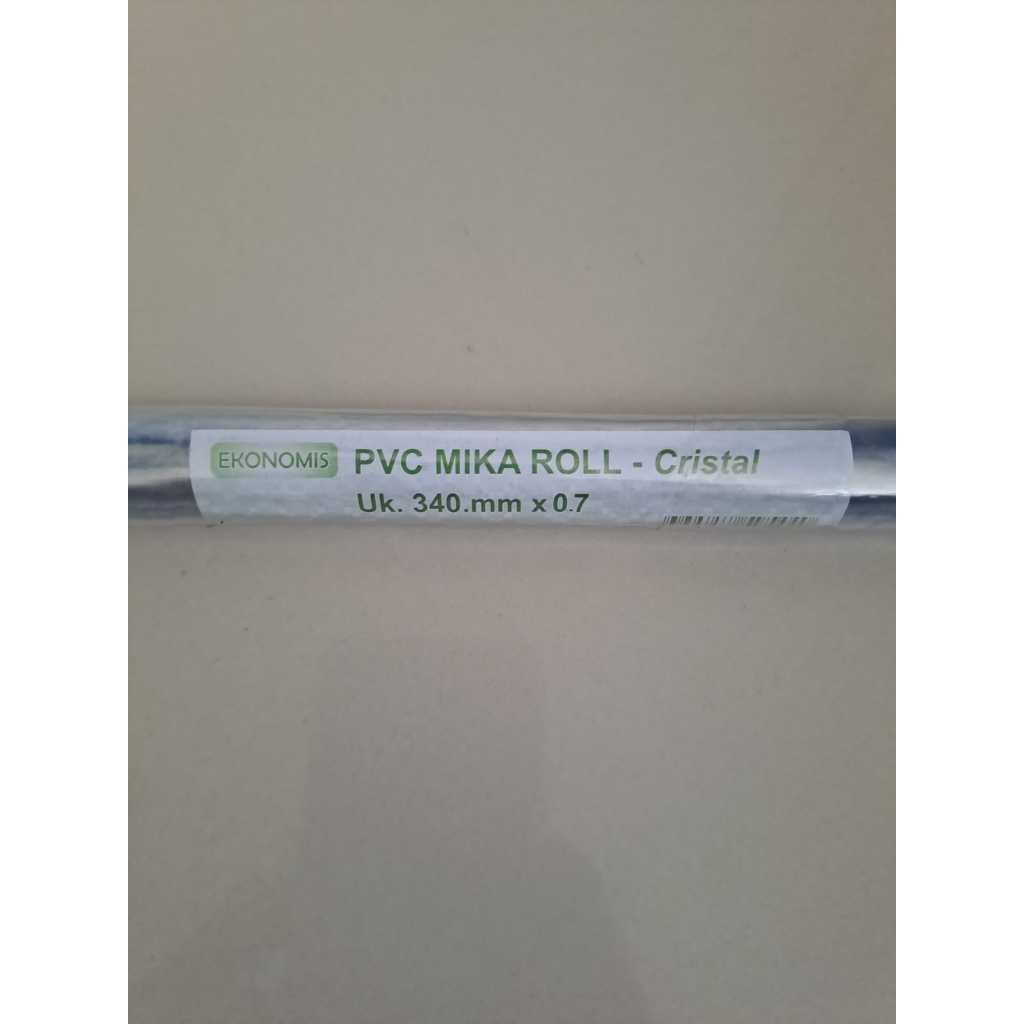 EKONOMIS PVC MIKA ROLL - Cristal
Uk. 340.mm x 0.7